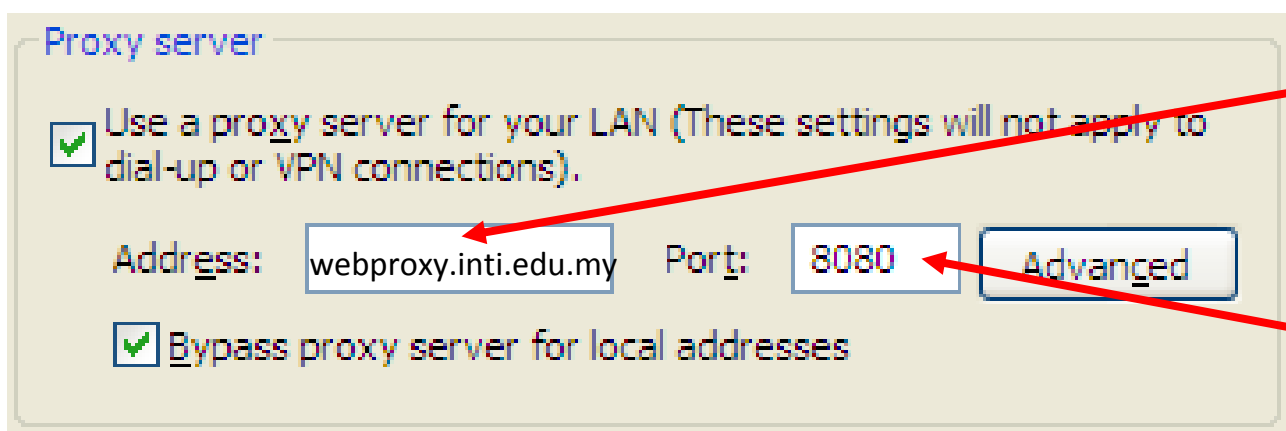 Proxy server
Use a proxy server for your LAN (These settings will not apply to
dial-up or VPN connections).
Address: webproxy.inti.edu.my Port: 8080 Advanced
Bypass proxy server for local addresses